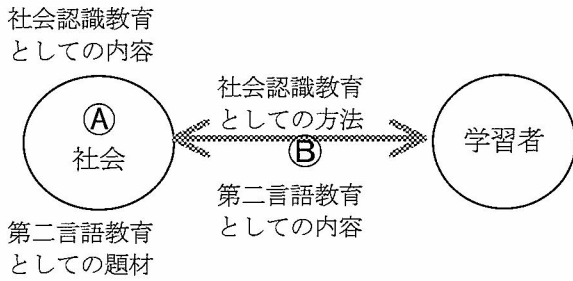 社会認識教育
としての内容
Ⓐ
社会
第二言語教育
としての題材
社会認識教育
としての方法
Ⓑ
第二言語教育
としての内容
学習者